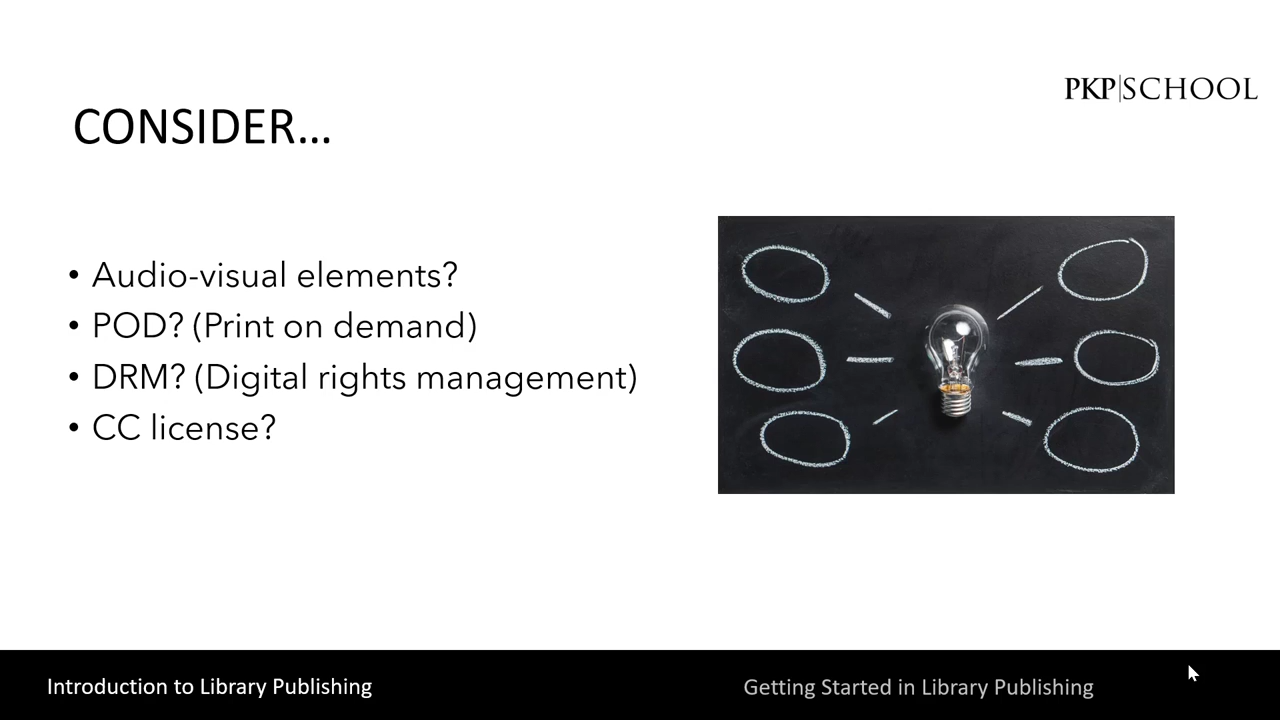 PKP|SCHOOL
CONSIDER...
• Audio-visual elements?
• POD? (Print on demand)
• DRM? (Digital rights management)
• CC license?
Introduction to Library Publishing
Getting Started in Library Publishing